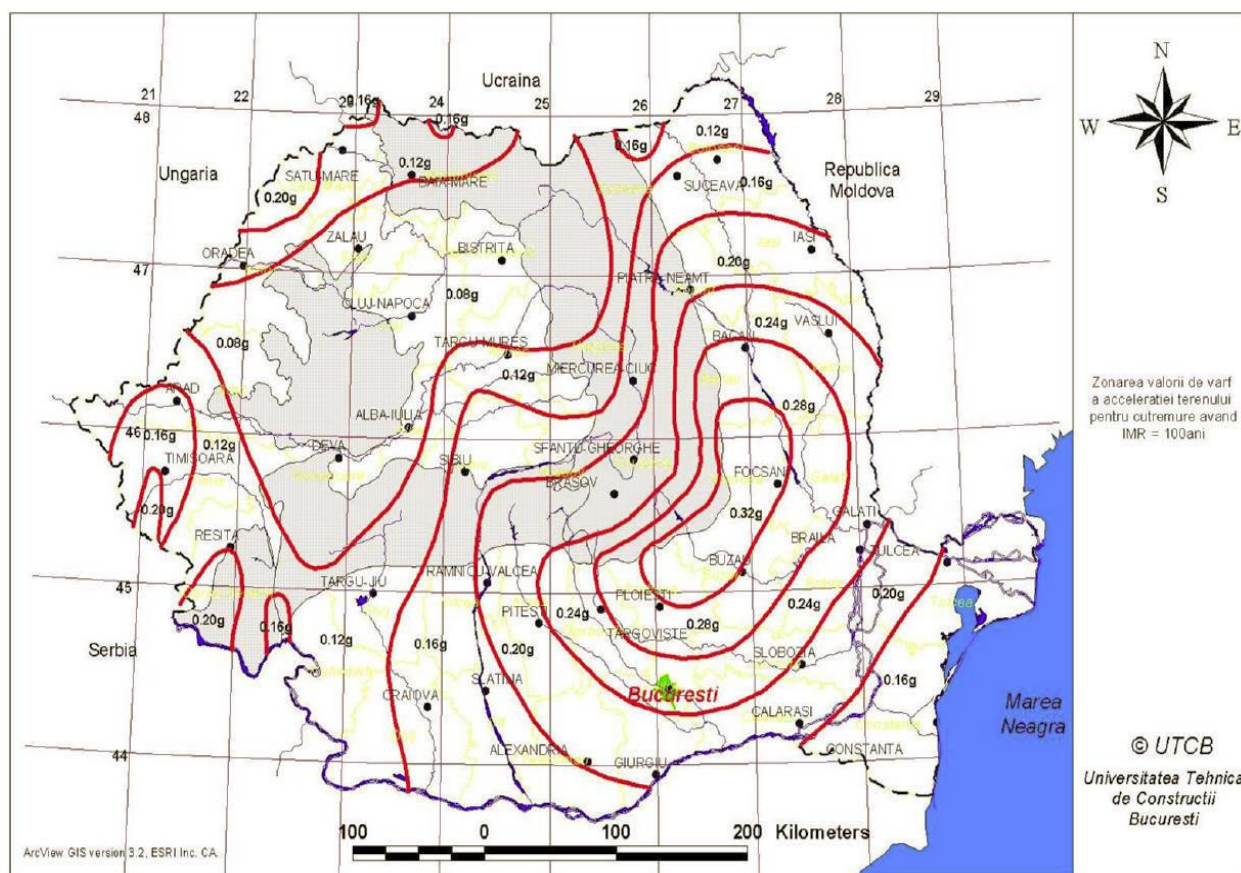 Ucraina
21
22
23
24
25
26
27
28
29
48
0.16g
0.16g
0.12g
0.16g
Ungaria
SATU-MARE
0.12g
BAIA-MARE
SUCEAVA
0.16g
Republica
Moldova
0.20g
ORADEA
ZALAU
BISTRITA
IASI
0.20g
47
PIATRA-NEAMT
CLUJ-NAPOCA
0.08g
0.08g
TARGU-MURES
BACAU
0.24g
VASLUI
0.12g
MIERCUREA-CIUC
ARAD
ALBA-IULIA
0.28g
46
0.16g
0.12g
TIMISOARA
DEVA
SIBIU
SFANTU-GHEORGHE
BRASOV
FOCSANI
0.20g
0.32g
GALATI
RESITA
BRAILA
TULCEA
BUZAU
45
TARGU-JIU
RAMNICU-VALCEA
PITESTI
0.24g
PLOIESTI
0.24g
0.20g
TARGOVISTE
0.20g
0.16g
0.12g
0.16g
0.20g
0.28g
SLOBOZIA
Serbia
SLATINA
Bucuresti
0.16g
CRAIOVA
CALARASI
Marea
Neagra
44
ALEXANDRIA
GIURGIU
CONSTANTA
100
0
100
200
Kilometers
ArcView GIS version 3.2, ESRI Inc. CA.
N
W
E
S
Zonarea valorii de varf
a acceleratiei terenului
pentru cutremure avand
IMR = 100ani
© UTCB
Universitatea Tehnica
de Constructii
Bucuresti